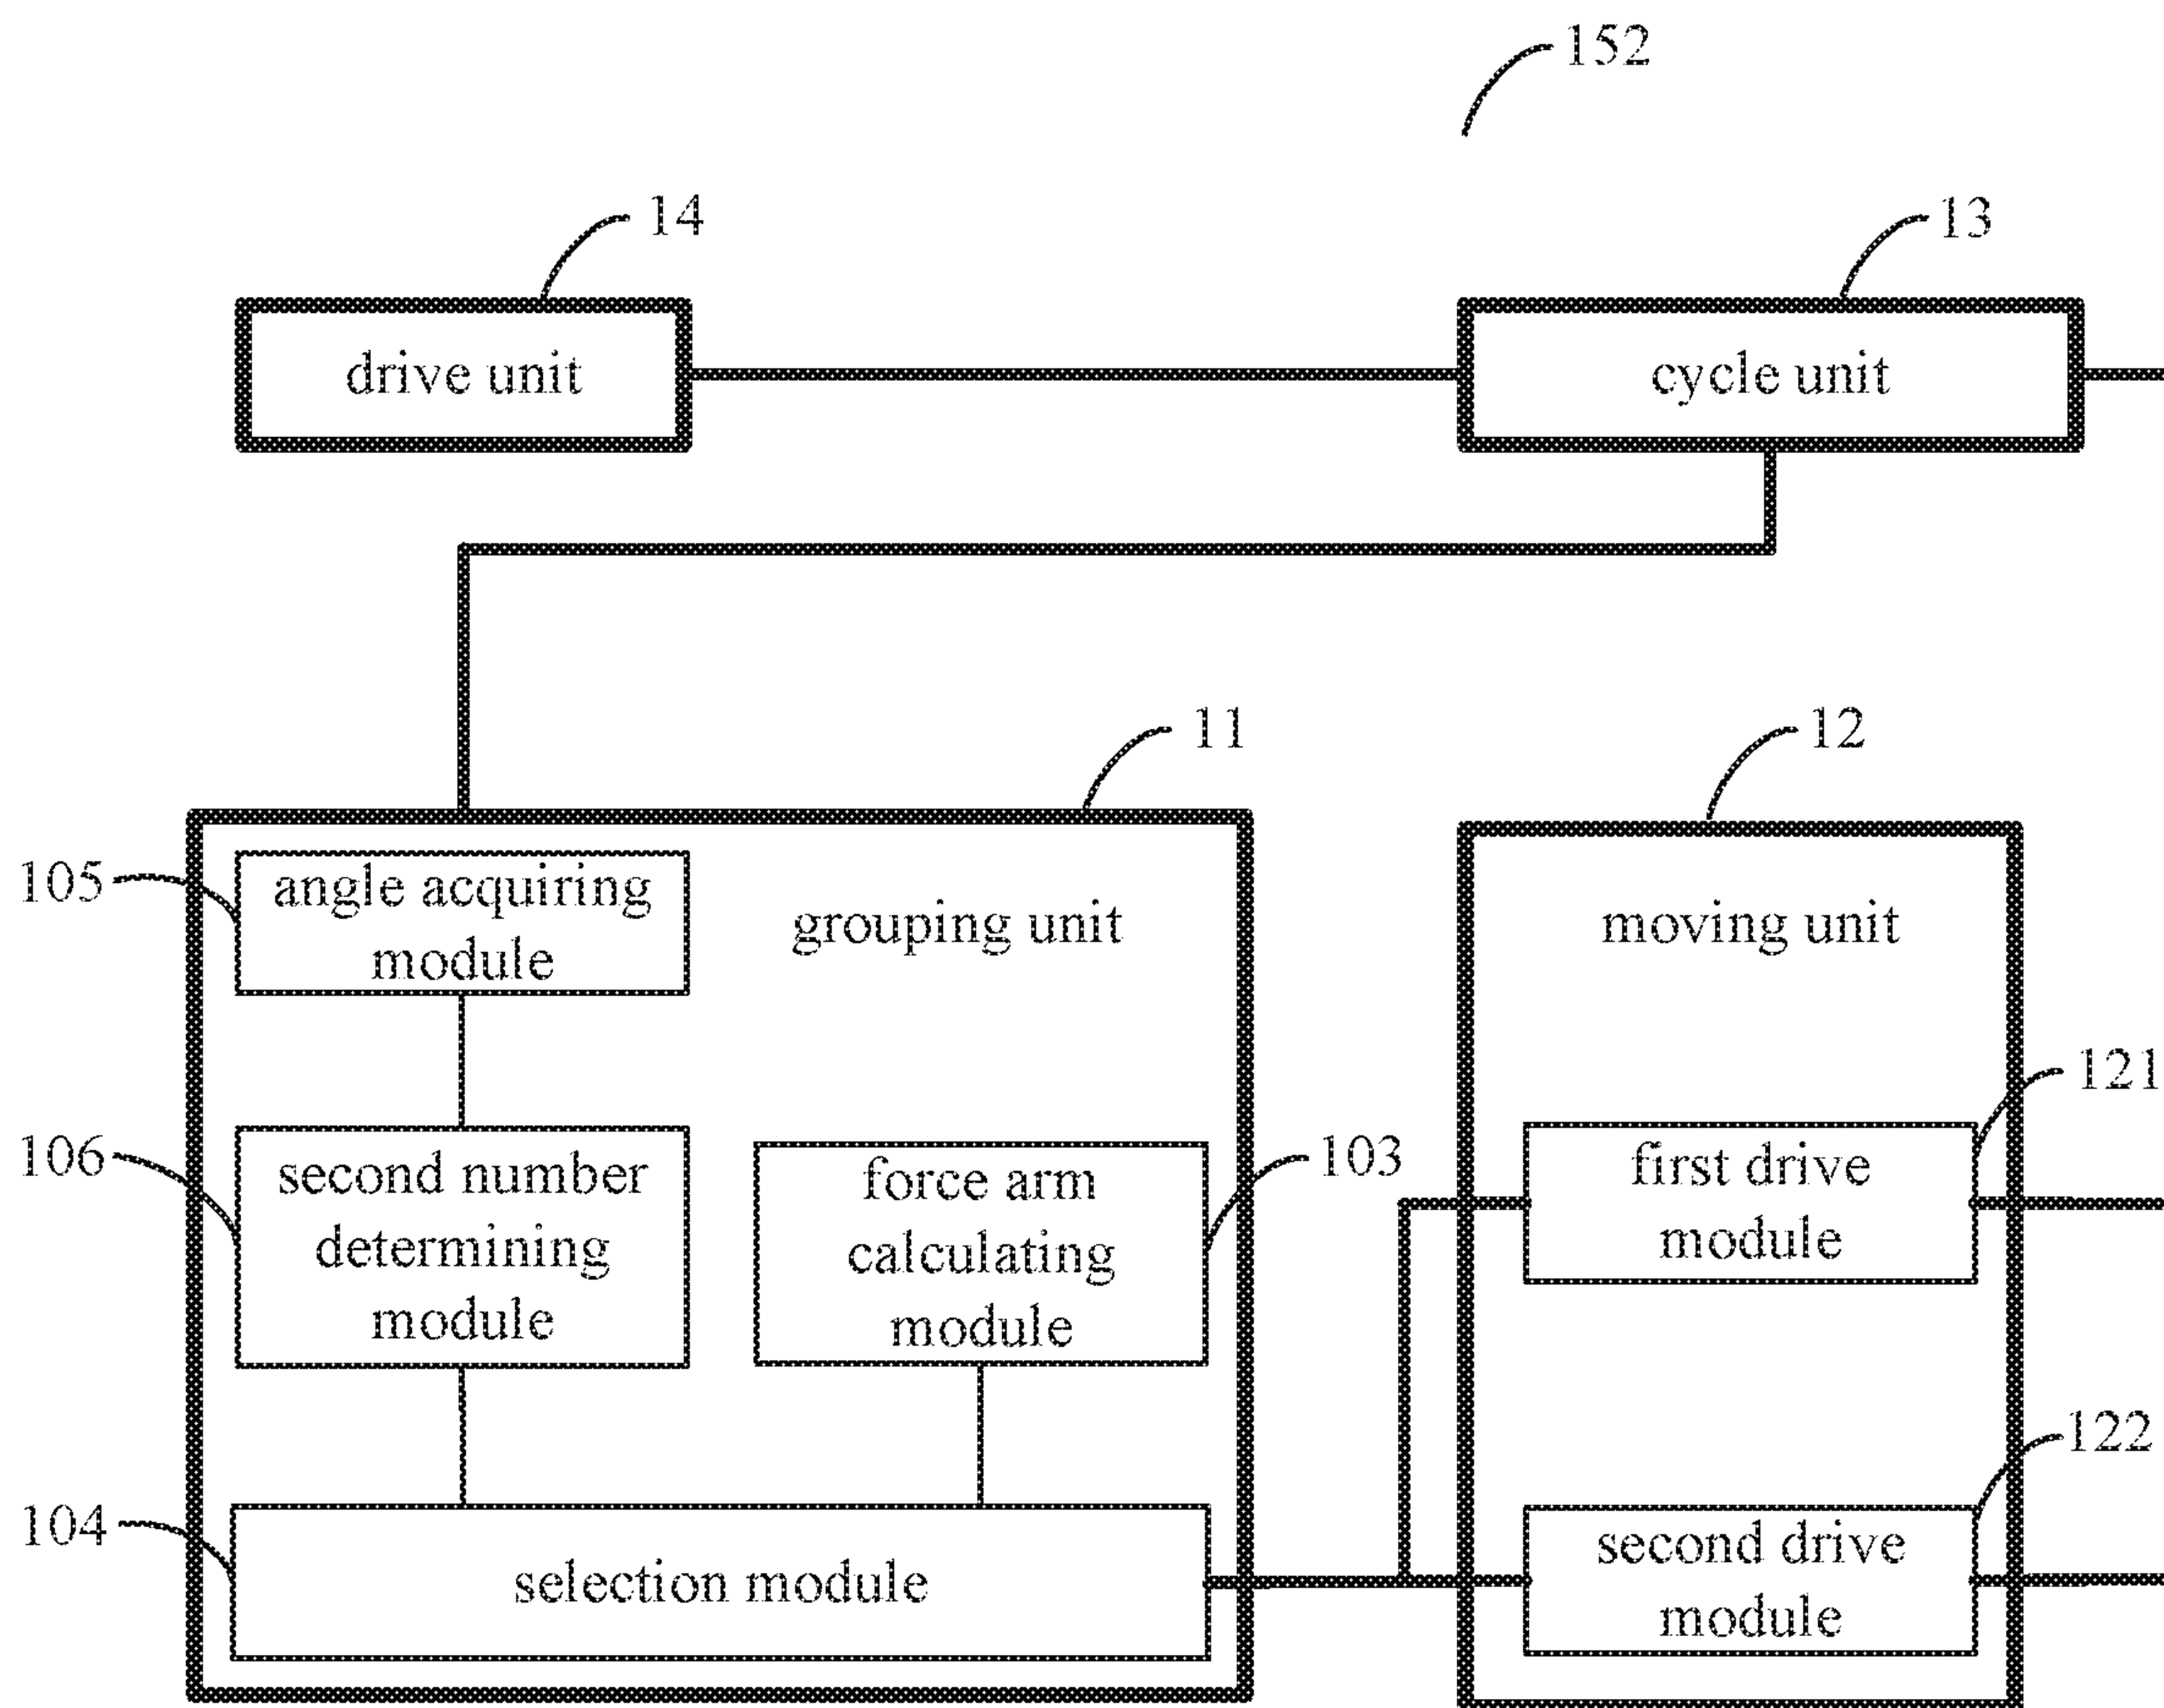 152
14
13
drive unit
cycle unit
11
12
105
angle acquiring
module
grouping unit
moving unit
121
106
second number
determining
module
force arm
calculating
module
103
first drive
module
122
104
selection module
second drive
module